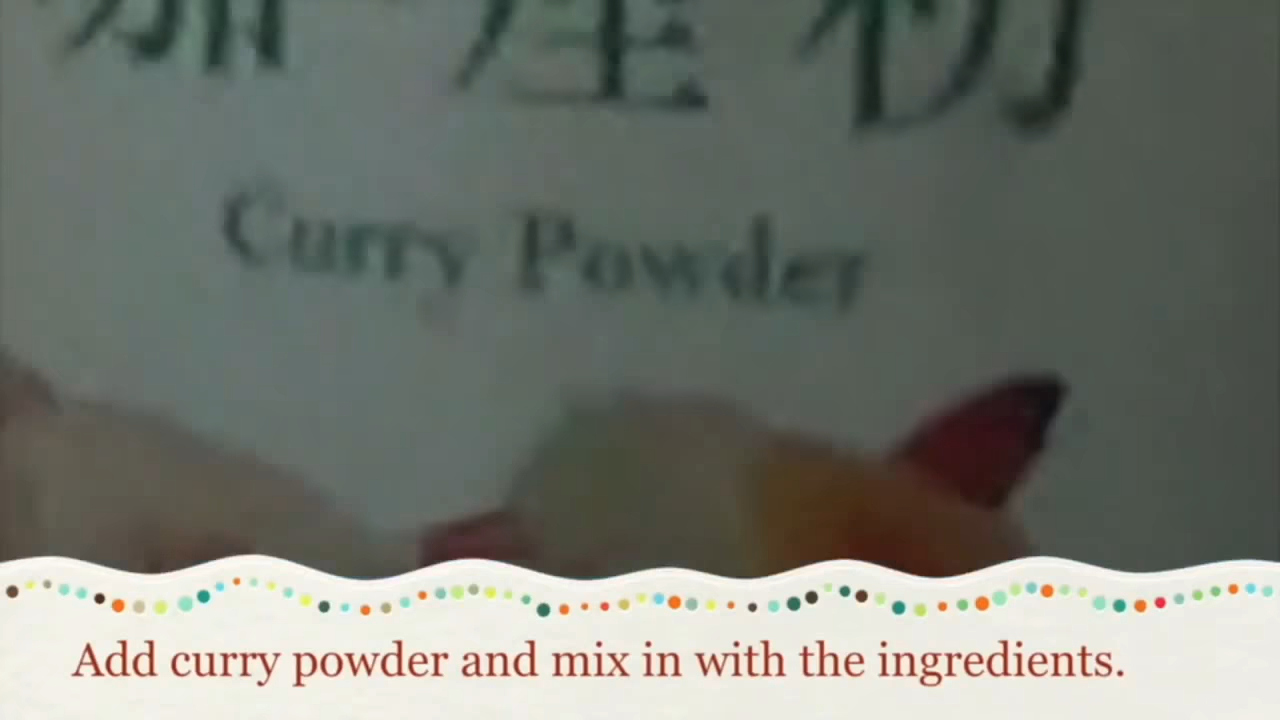 Curry Powder
Add curry powder and mix in with the ingredients.